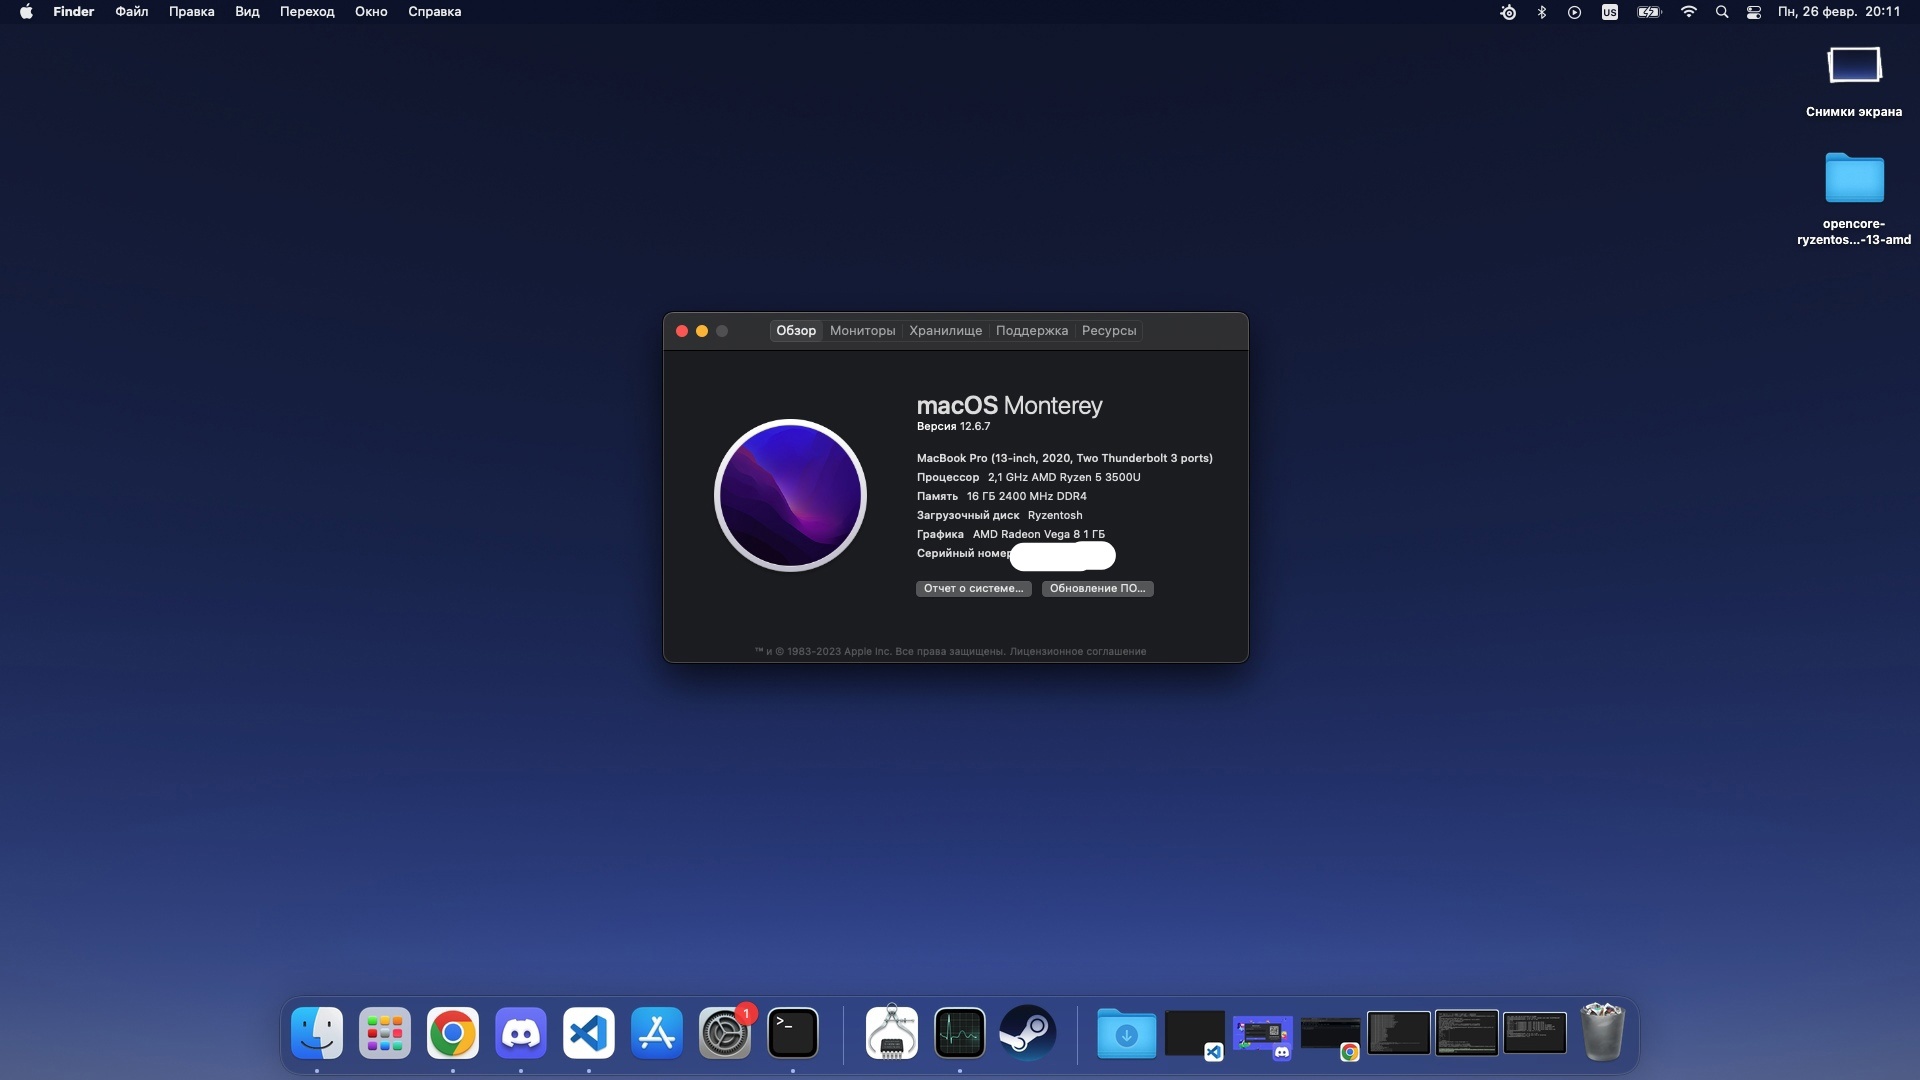 Finder Файл Правка Вид Переход Окно Справка US Пн, 26 февр. 20:11
Снимки экрана
opencore-
ryzentos...-13-amd
Обзор Мониторы Хранилище Поддержка Ресурсы
macOS Monterey
Версия 12.6.7
MacBook Pro (13-inch, 2020, Two Thunderbolt 3 ports)
Процессор 2,1 GHz AMD Ryzen 5 3500U
Память 16 ГБ 2400 MHz DDR4
Загрузочный диск Ryzentosh
Графика AMD Radeon Vega 8 1 ГБ
Серийный номер
Отчет о системе... Обновление ПО...
™ и © 1983-2023 Apple Inc. Все права защищены. Лицензионное соглашение
1
>_